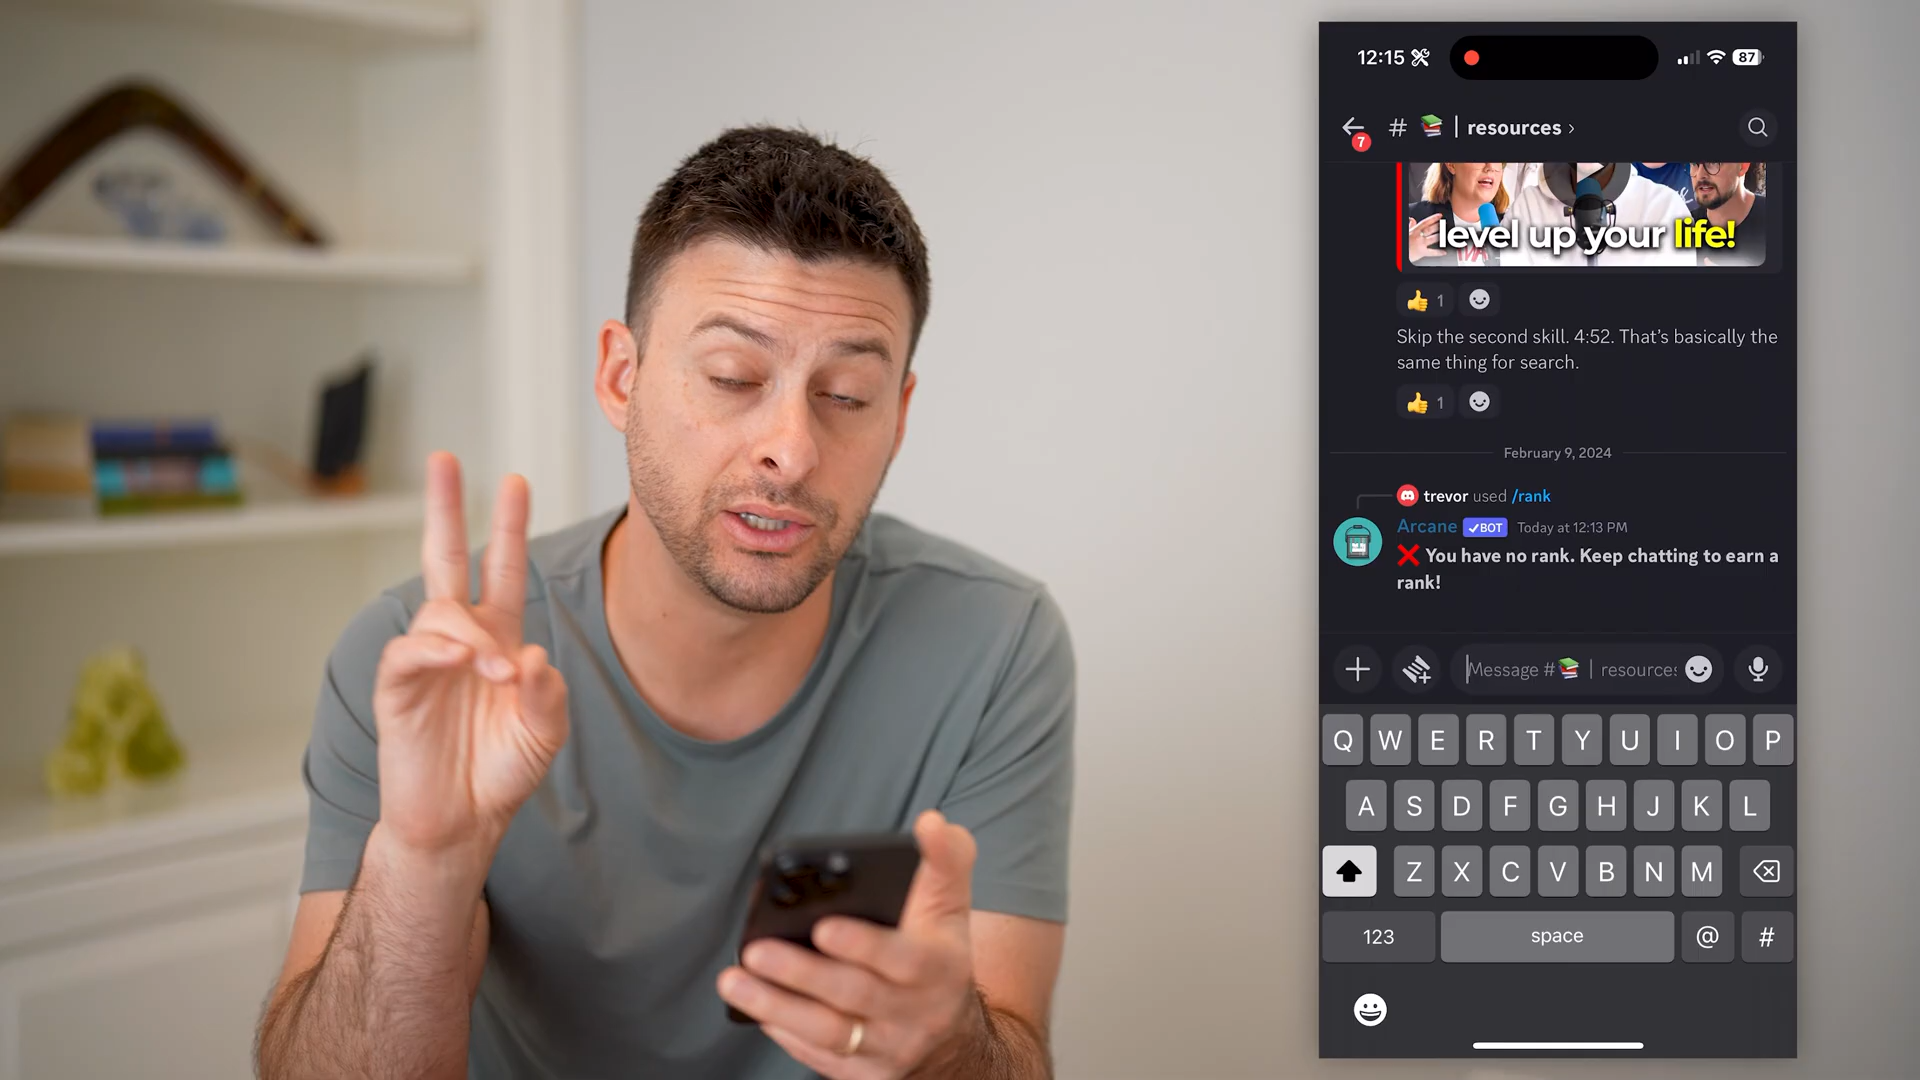 12:15
87
7
# | resources ›
level up your life!
1
Skip the second skill. 4:52. That's basically the
same thing for search.
1
February 9, 2024
trevor used /rank
Arcane ✓BOT Today at 12:13 PM
❌ You have no rank. Keep chatting to earn a
rank!
Message # | resources
Q W E R T Y U I O P
A S D F G H J K L
Z X C V B N M
123 space @ #